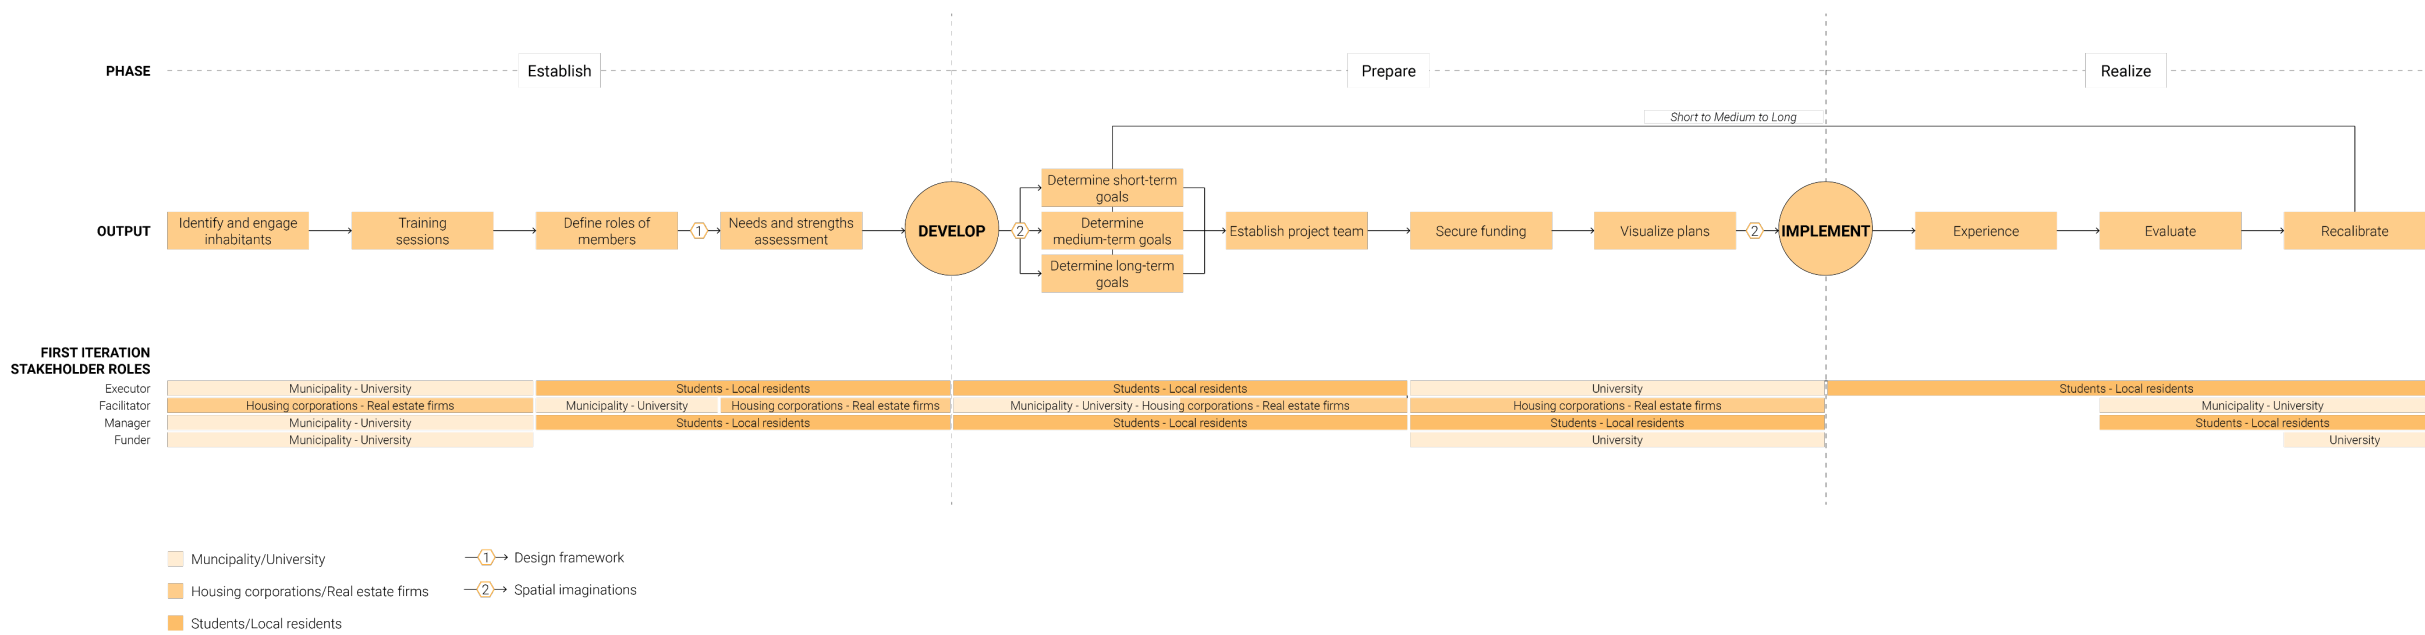 PHASE
Establish
Prepare
Realize
Short to Medium to Long
OUTPUT
Identify and engage
inhabitants
Training
sessions
Define roles of
members
1
Needs and strengths
assessment
DEVELOP
2
Determine short-term
goals
Determine
medium-term goals
Determine long-term
goals
Establish project team
Secure funding
Visualize plans
2
IMPLEMENT
Experience
Evaluate
Recalibrate
FIRST ITERATION
STAKEHOLDER ROLES
Executor
Municipality - University
Students - Local residents
Students - Local residents
University
Students - Local residents
Facilitator
Housing corporations - Real estate firms
Municipality - University
Housing corporations - Real estate firms
Municipality - University - Housing corporations - Real estate firms
Housing corporations - Real estate firms
Municipality - University
Manager
Municipality - University
Students - Local residents
Students - Local residents
Students - Local residents
Students - Local residents
Funder
Municipality - University
University
University
Muncipality/University
Housing corporations/Real estate firms
Students/Local residents
1
Design framework
2
Spatial imaginations